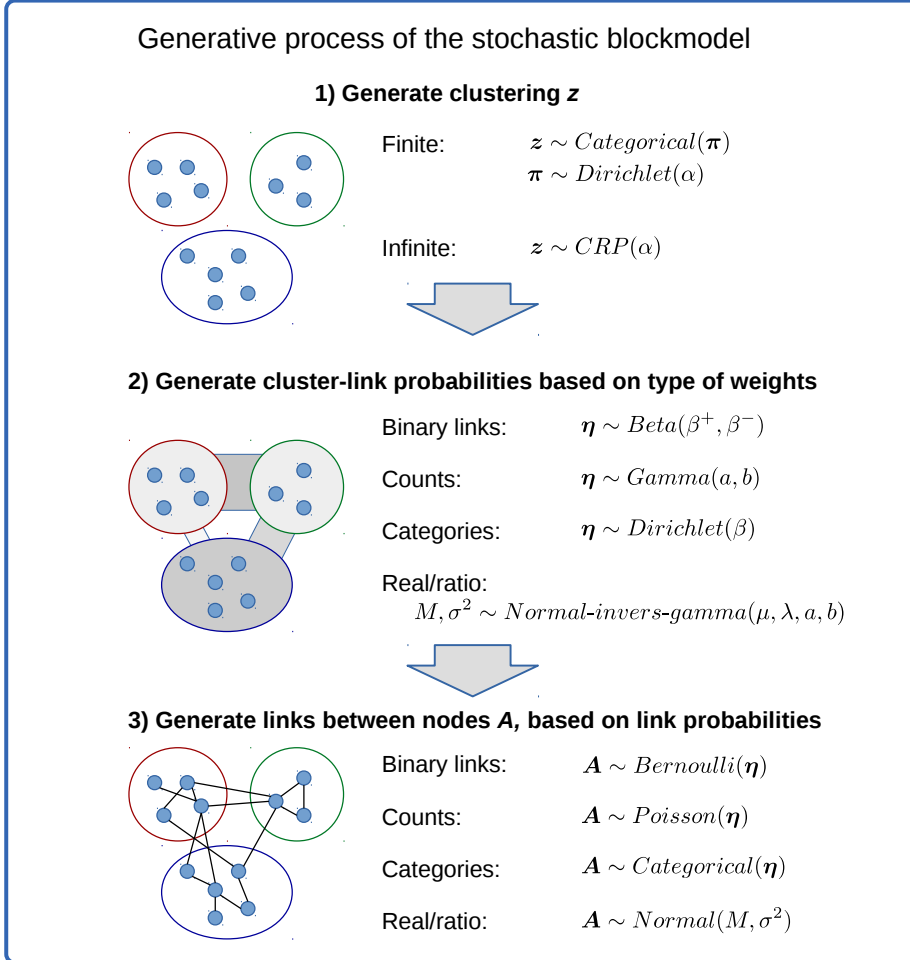 Generative process of the stochastic blockmodel
1) Generate clustering z
Finite: z ∼ Categorical(π)
π ∼ Dirichlet(α)
Infinite: z ∼ CRP(α)
2) Generate cluster-link probabilities based on type of weights
Binary links: η ∼ Beta(β⁺, β⁻)
Counts: η ∼ Gamma(a, b)
Categories: η ∼ Dirichlet(β)
Real/ratio:
M, σ² ∼ Normal-invers-gamma(μ, λ, a, b)
3) Generate links between nodes A, based on link probabilities
Binary links: A ∼ Bernoulli(η)
Counts: A ∼ Poisson(η)
Categories: A ∼ Categorical(η)
Real/ratio: A ∼ Normal(M, σ²)